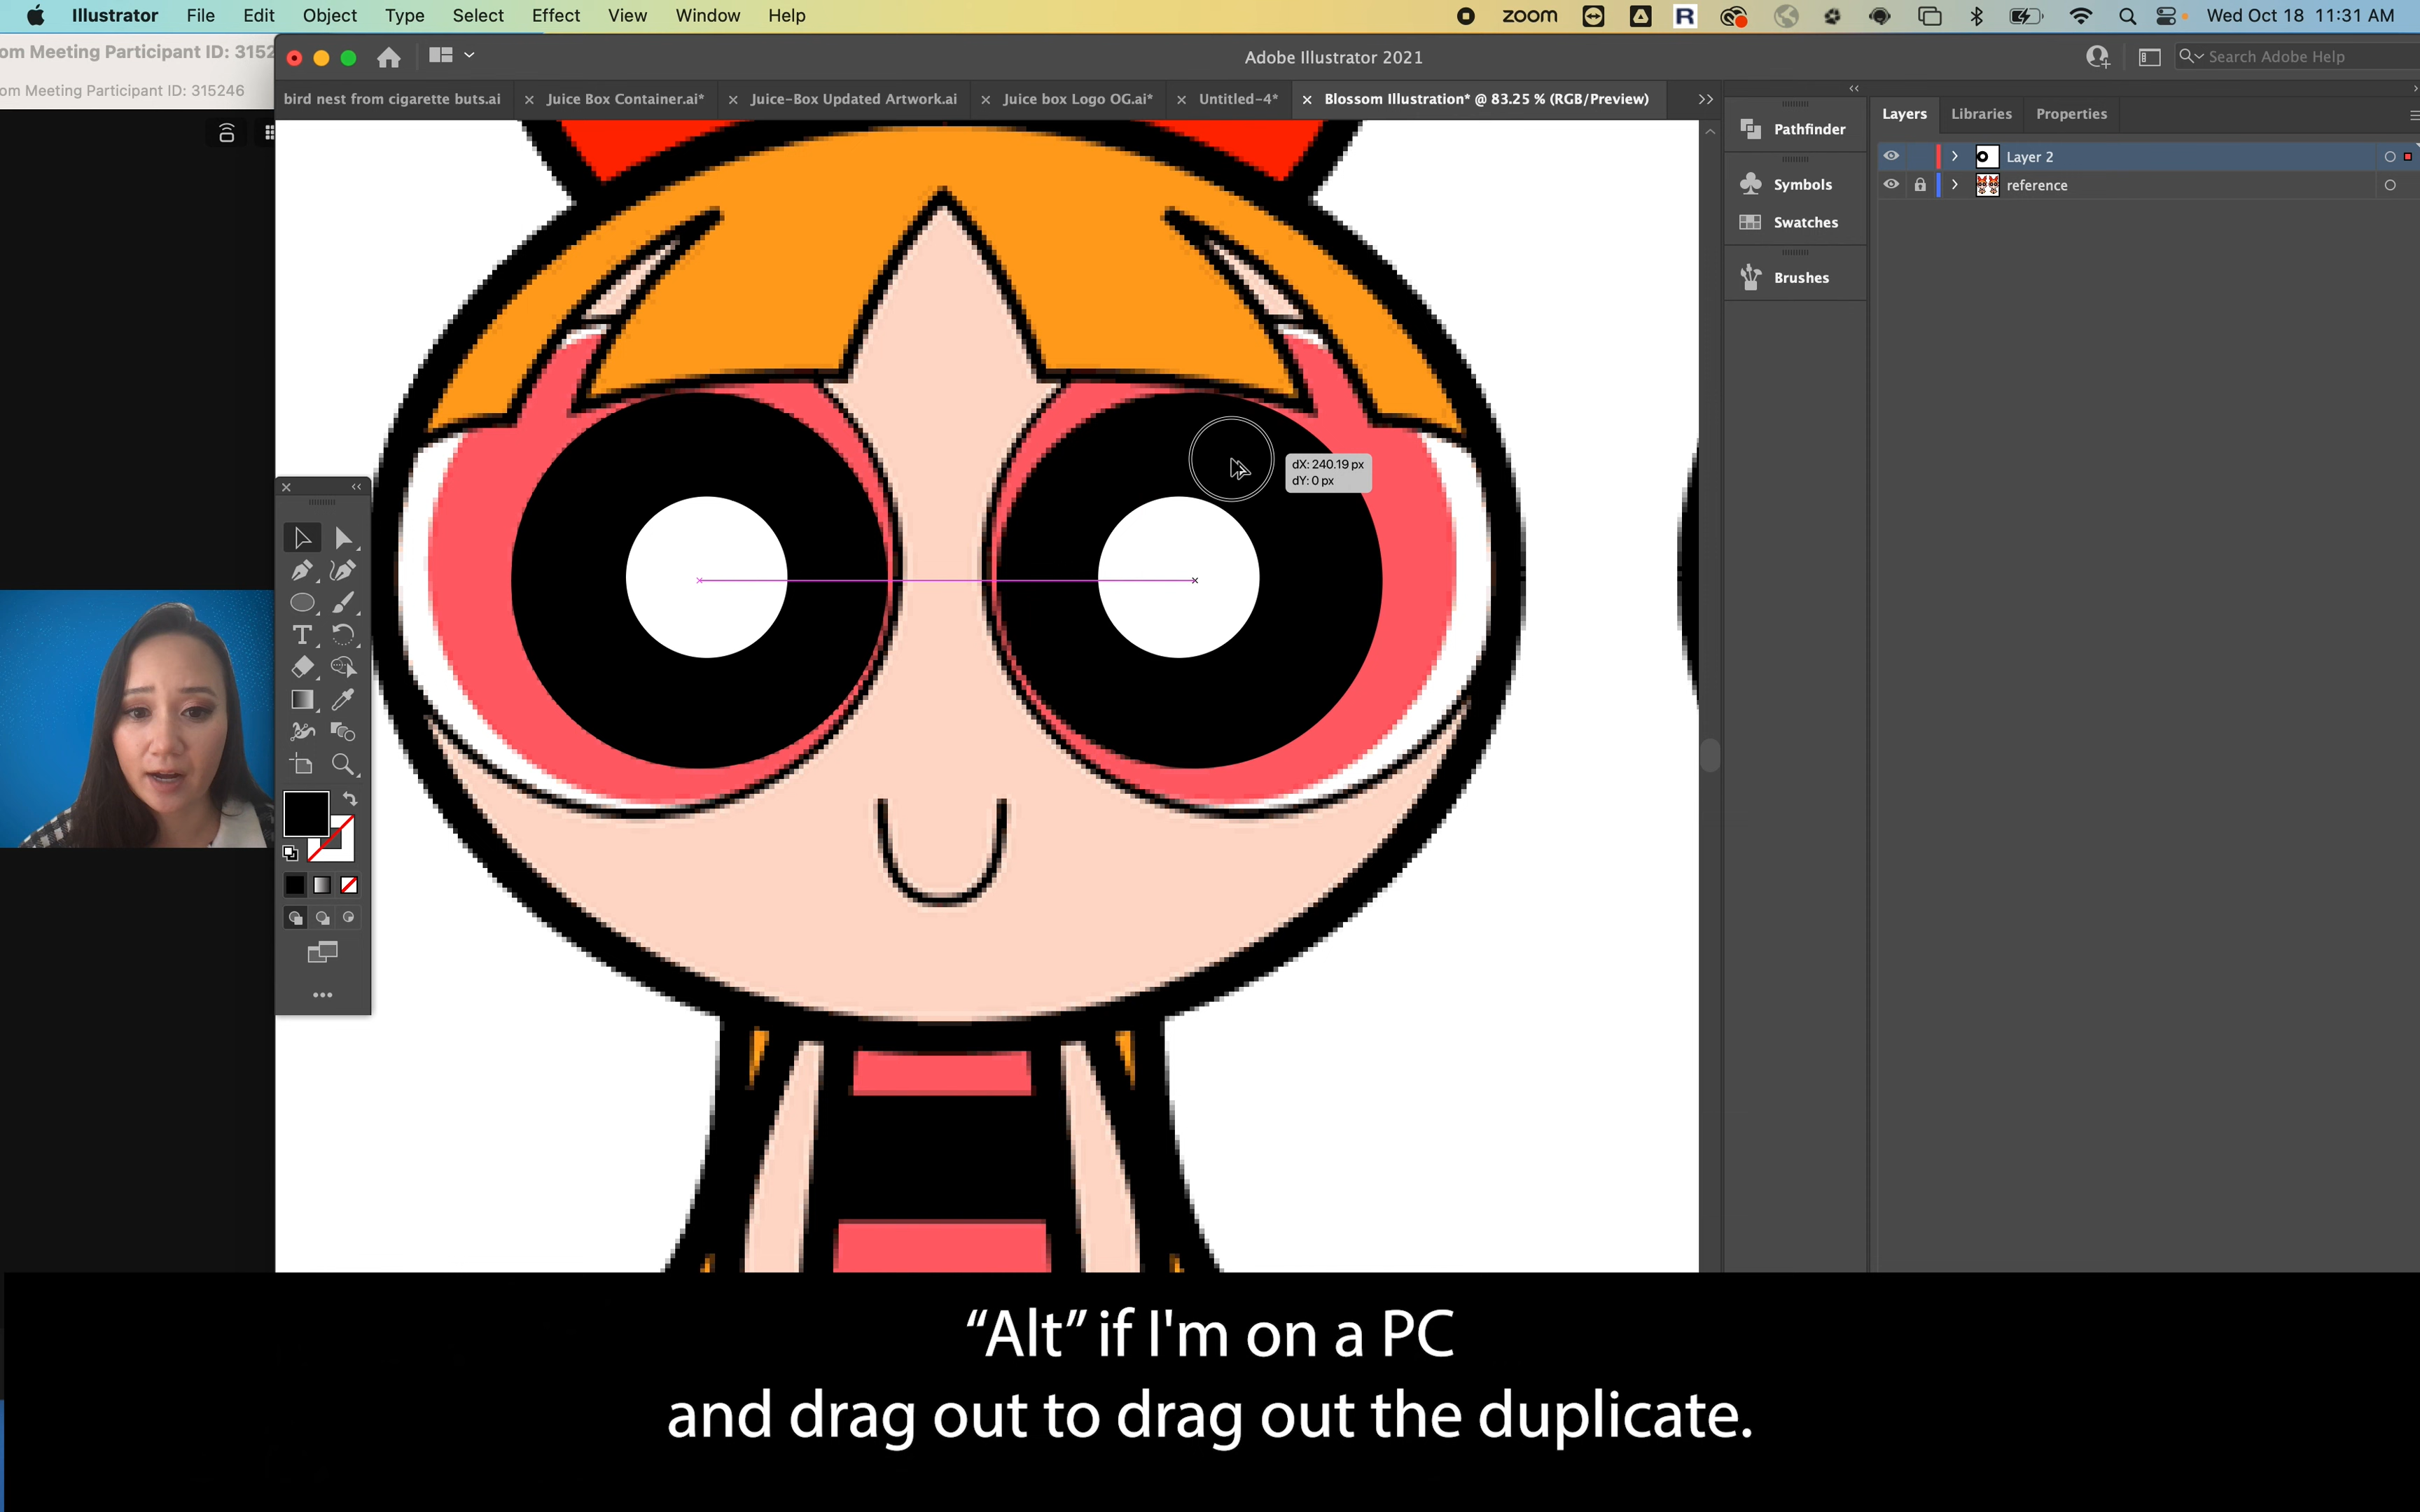 Illustrator File Edit Object Type Select Effect View Window Help zoom R Wed Oct 18 11:31 AM
om Meeting Participant ID: 3152
om Meeting Participant ID: 315246
Adobe Illustrator 2021
Search Adobe Help
bird nest from cigarette buts.ai Juice Box Container.ai* Juice-Box Updated Artwork.ai Juice box Logo OG.ai* Untitled-4* Blossom Illustration* @ 83.25 % (RGB/Preview)
Pathfinder
Symbols
Swatches
Brushes
Layers Libraries Properties
Layer 2
reference
dX: 240.19 px
dY: 0 px
“Alt” if I'm on a PC
and drag out to drag out the duplicate.